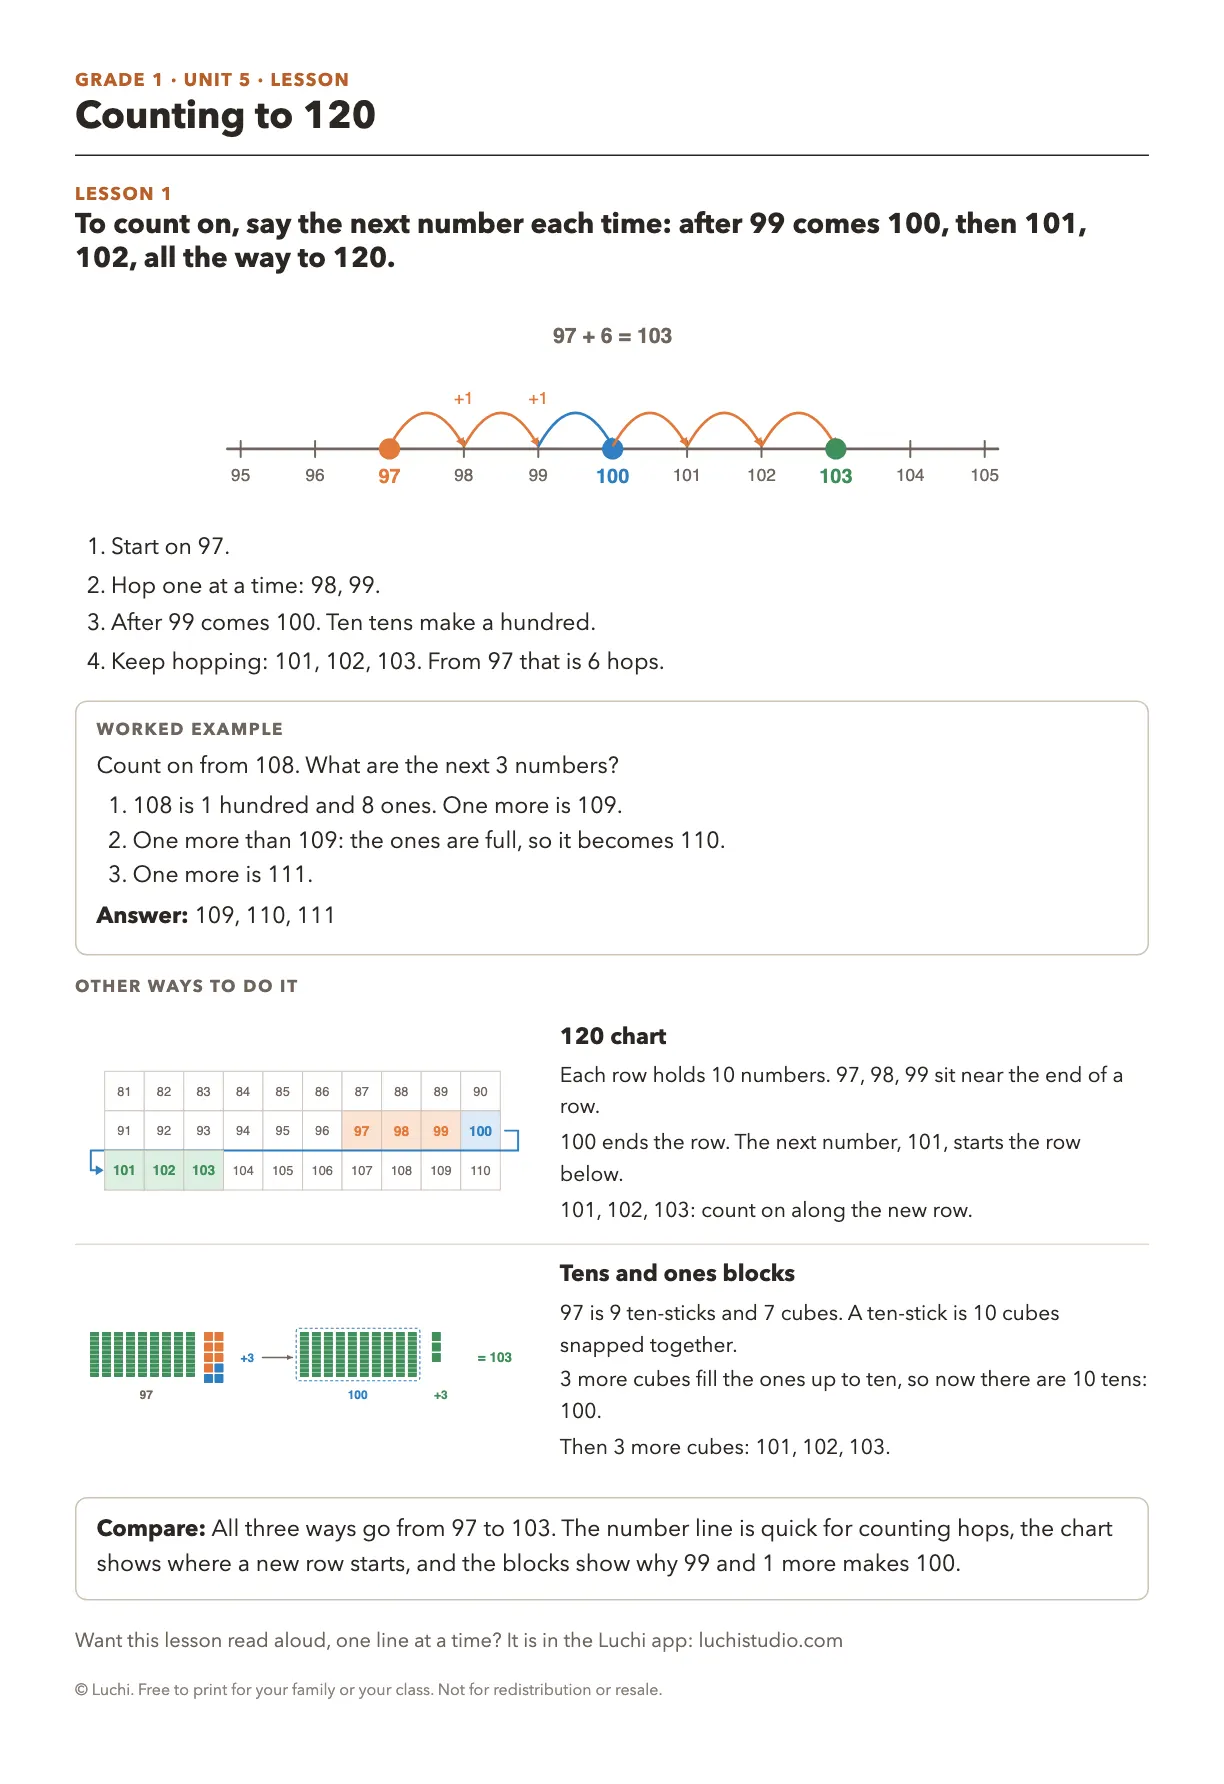 GRADE 1 · UNIT 5 · LESSON
Counting to 120
LESSON 1
To count on, say the next number each time: after 99 comes 100, then 101,
102, all the way to 120.
97 + 6 = 103
+1 +1
95 96 97 98 99 100 101 102 103 104 105
1. Start on 97.
2. Hop one at a time: 98, 99.
3. After 99 comes 100. Ten tens make a hundred.
4. Keep hopping: 101, 102, 103. From 97 that is 6 hops.
WORKED EXAMPLE
Count on from 108. What are the next 3 numbers?
1. 108 is 1 hundred and 8 ones. One more is 109.
2. One more than 109: the ones are full, so it becomes 110.
3. One more is 111.
Answer: 109, 110, 111
OTHER WAYS TO DO IT
81 82 83 84 85 86 87 88 89 90
91 92 93 94 95 96 97 98 99 100
101 102 103 104 105 106 107 108 109 110
120 chart
Each row holds 10 numbers. 97, 98, 99 sit near the end of a
row.
100 ends the row. The next number, 101, starts the row
below.
101, 102, 103: count on along the new row.
+3 = 103
97 100 +3
Tens and ones blocks
97 is 9 ten-sticks and 7 cubes. A ten-stick is 10 cubes
snapped together.
3 more cubes fill the ones up to ten, so now there are 10 tens:
100.
Then 3 more cubes: 101, 102, 103.
Compare: All three ways go from 97 to 103. The number line is quick for counting hops, the chart
shows where a new row starts, and the blocks show why 99 and 1 more makes 100.
Want this lesson read aloud, one line at a time? It is in the Luchi app: luchistudio.com
© Luchi. Free to print for your family or your class. Not for redistribution or resale.